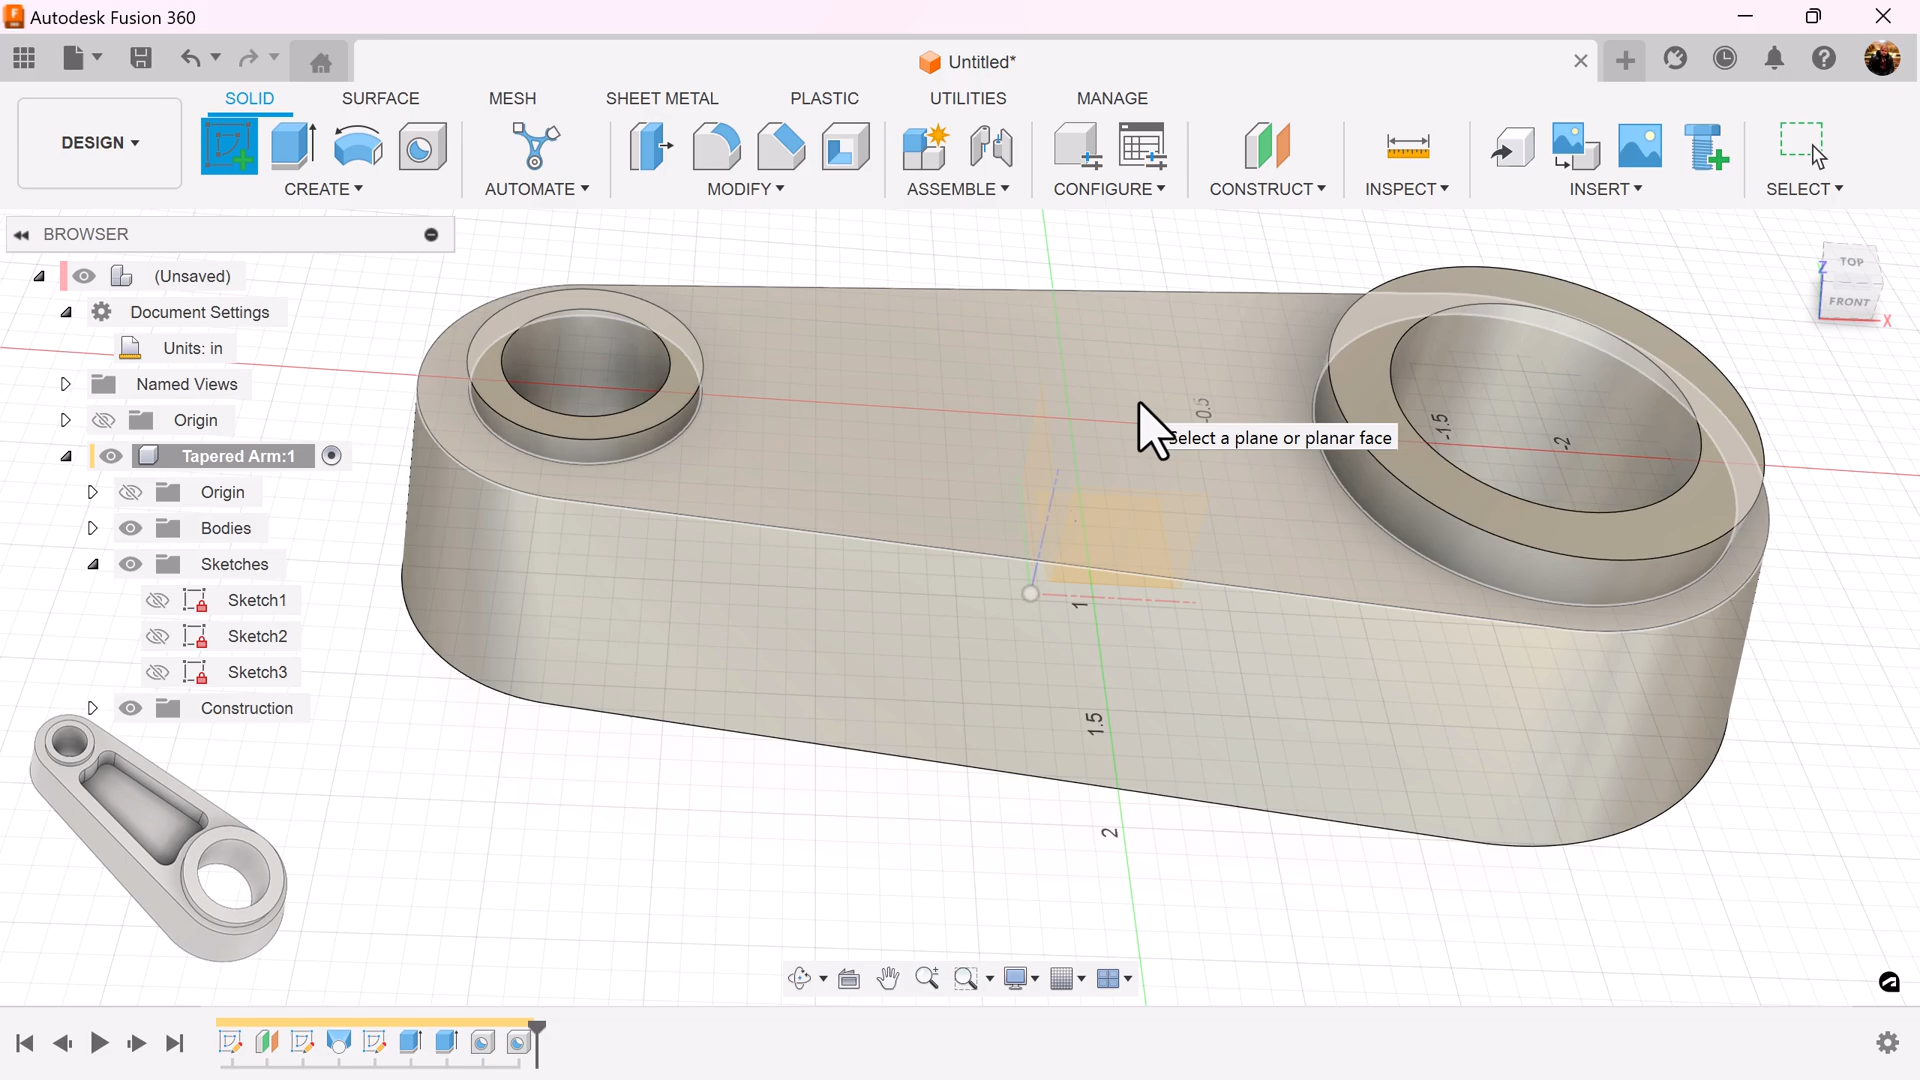 Autodesk Fusion 360
Untitled*
SOLID
SURFACE
MESH
SHEET METAL
PLASTIC
UTILITIES
MANAGE
DESIGN
CREATE
AUTOMATE
MODIFY
ASSEMBLE
CONFIGURE
CONSTRUCT
INSPECT
INSERT
SELECT
BROWSER
(Unsaved)
Document Settings
Units: in
Named Views
Origin
Tapered Arm:1
Origin
Bodies
Sketches
Sketch1
Sketch2
Sketch3
Construction
TOP
FRONT
Z
X
Select a plane or planar face
-0.5
-1.5
-2
1
1.5
2